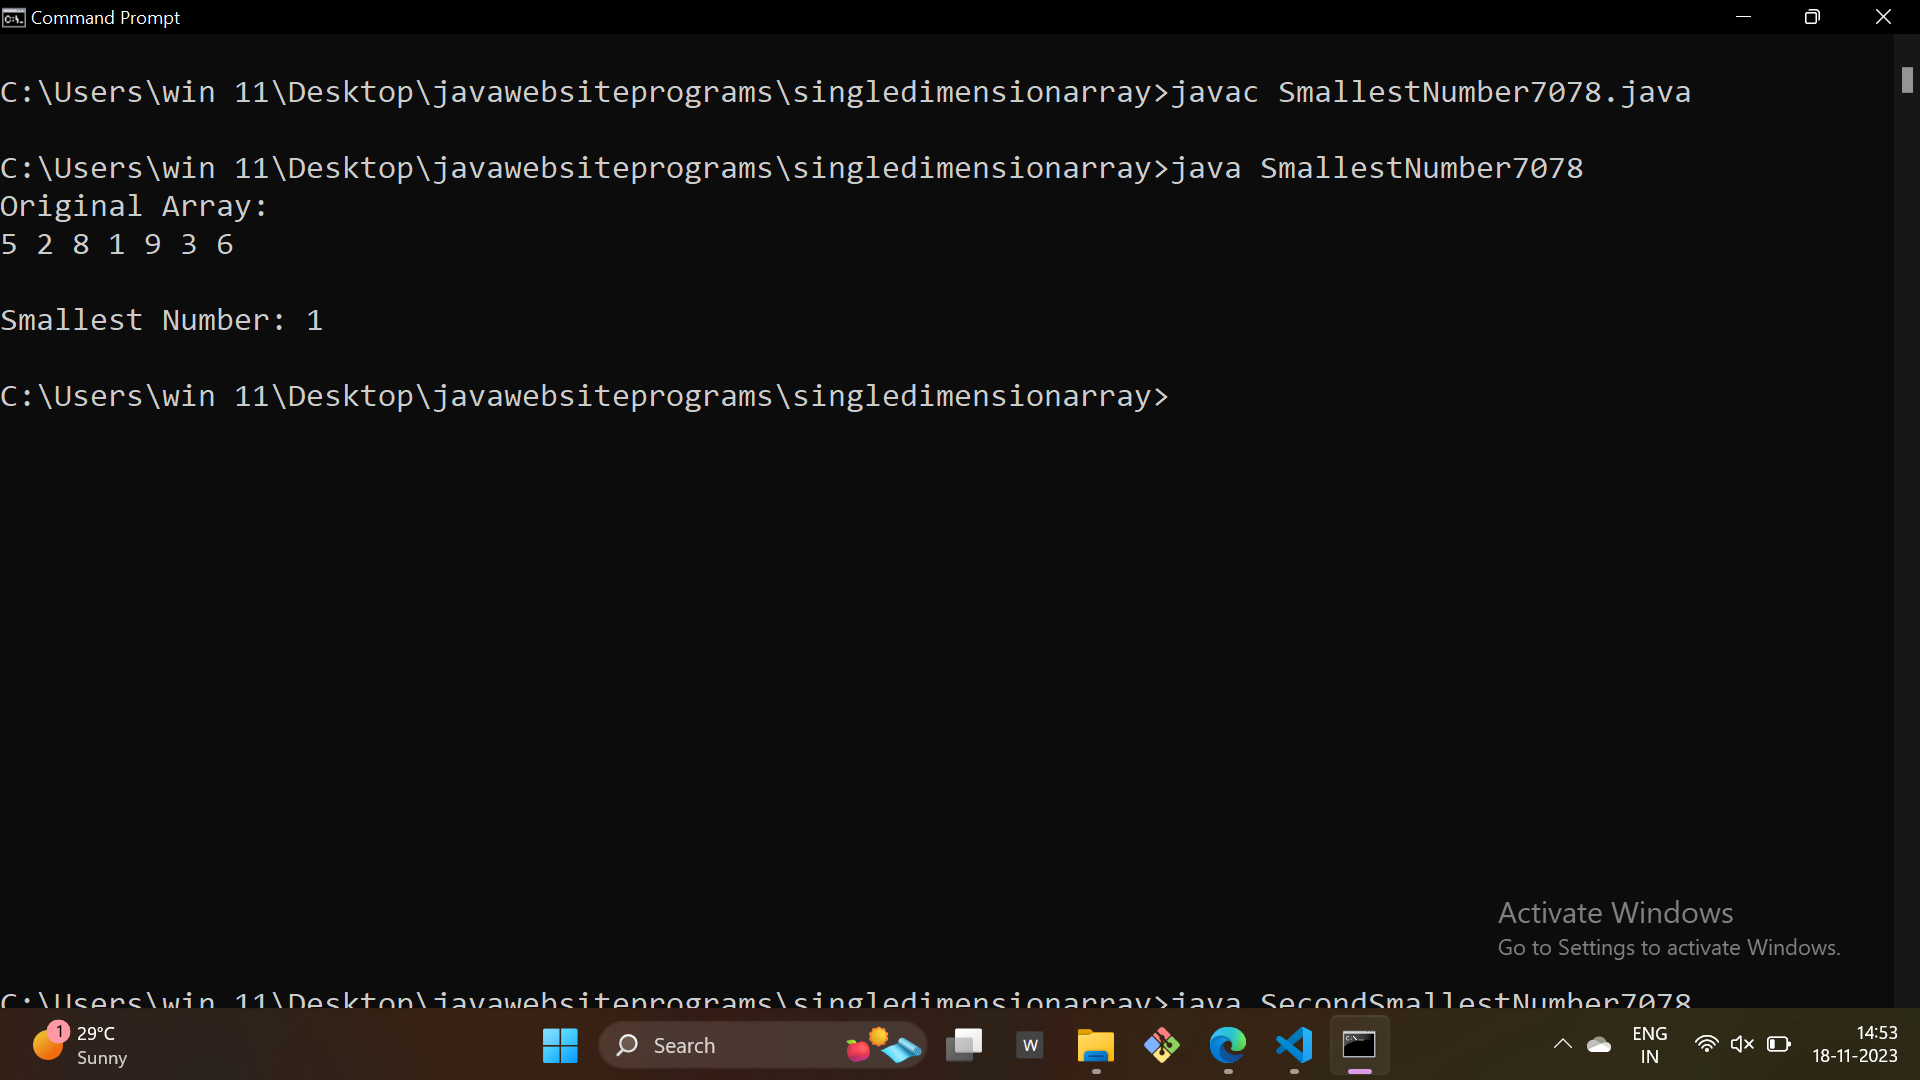 Command Prompt
C:\Users\win 11\Desktop\javawebsiteprograms\singledimensionarray>javac SmallestNumber7078.java
C:\Users\win 11\Desktop\javawebsiteprograms\singledimensionarray>java SmallestNumber7078
Original Array:
5 2 8 1 9 3 6
Smallest Number: 1
C:\Users\win 11\Desktop\javawebsiteprograms\singledimensionarray>
Activate Windows
Go to Settings to activate Windows.
C:\Users\win 11\Desktop\javawebsiteprograms\singledimensionarray>java SecondSmallestNumber7078
1
29°C
Sunny
Search
W
ENG
IN
14:53
18-11-2023